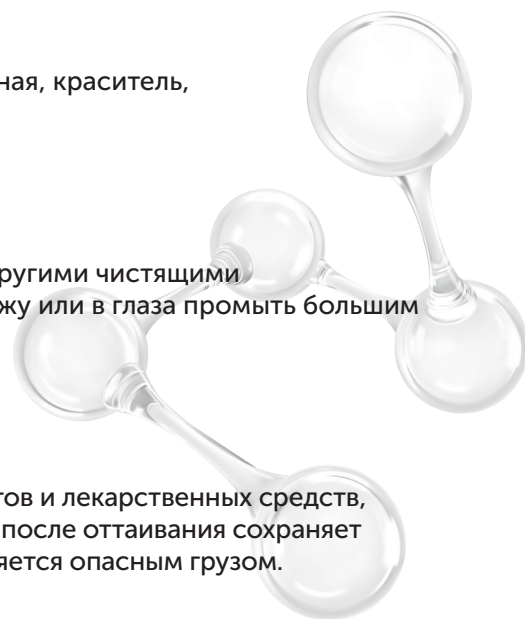 ная, краситель,
ругими чистящими
жу или в глаза промыть большим
тов и лекарственных средств,
после оттаивания сохраняет
яется опасным грузом.